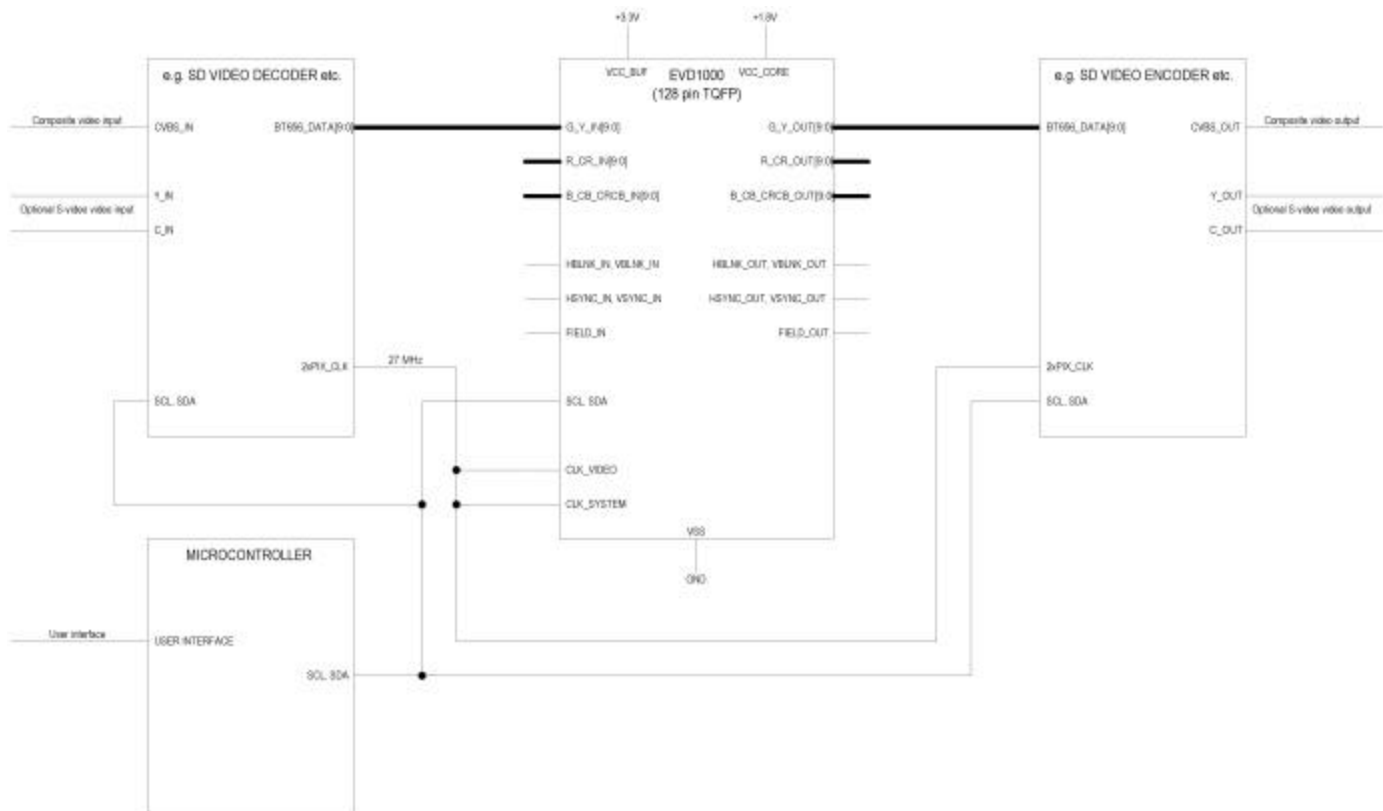 +3.3V
+1.8V
e.g. SD VIDEO DECODER etc.
VCC_BUF
EVD1000
VCC_CORE
(128 pin TQFP)
e.g. SD VIDEO ENCODER etc.
Composite video input
CVBS_IN
BT656_DATA[9:0]
G_Y_IN[9:0]
G_Y_OUT[9:0]
BT656_DATA[9:0]
CVBS_OUT
Composite video output
R_CR_IN[9:0]
R_CR_OUT[9:0]
Y_IN
B_CB_CRCB_IN[9:0]
B_CB_CRCB_OUT[9:0]
Y_OUT
Optional S-video video input
Optional S-video video output
C_IN
C_OUT
HBLNK_IN, VBLNK_IN
HBLNK_OUT, VBLNK_OUT
HSYNC_IN, VSYNC_IN
HSYNC_OUT, VSYNC_OUT
FIELD_IN
FIELD_OUT
2xPIX_CLK
27 MHz
2xPIX_CLK
SCL, SDA
SCL, SDA
SCL, SDA
CLK_VIDEO
CLK_SYSTEM
VSS
MICROCONTROLLER
GND
User interface
USER INTERFACE
SCL, SDA